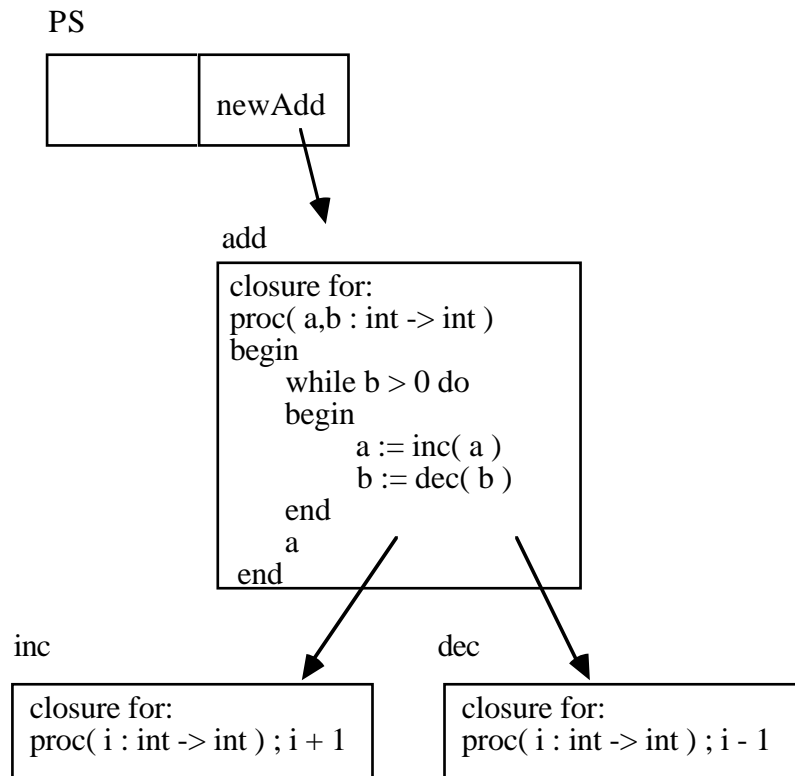 PS
newAdd
add
closure for:
proc( a,b : int -> int )
begin
while b > 0 do
begin
a := inc( a )
b := dec( b )
end
a
end
inc
dec
closure for:
proc( i : int -> int ) ; i + 1
closure for:
proc( i : int -> int ) ; i - 1